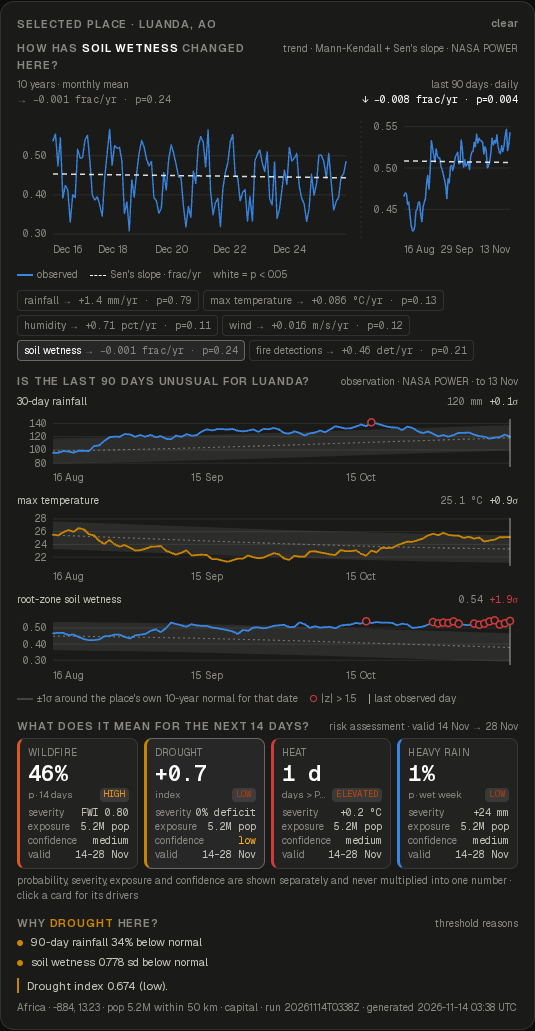 SELECTED PLACE · LUANDA, AO clear
HOW HAS SOIL WETNESS CHANGED HERE? trend · Mann-Kendall + Sen's slope · NASA POWER
10 years · monthly mean last 90 days · daily
→ −0.001 frac/yr · p=0.24 ↓ −0.008 frac/yr · p=0.004
0.50
0.40
0.30
0.55
0.50
0.45
Dec 16 Dec 18 Dec 20 Dec 22 Dec 24 16 Aug 29 Sep 13 Nov
observed Sen's slope · frac/yr white = p < 0.05
rainfall → +1.4 mm/yr · p=0.79 max temperature → +0.086 °C/yr · p=0.13
humidity → +0.71 pct/yr · p=0.11 wind → +0.016 m/s/yr · p=0.12
soil wetness → −0.001 frac/yr · p=0.24 fire detections → +0.46 det/yr · p=0.21
IS THE LAST 90 DAYS UNUSUAL FOR LUANDA? observation · NASA POWER · to 13 Nov
30-day rainfall 120 mm +0.1σ
140
120
100
80
16 Aug 15 Sep 15 Oct
max temperature 25.1 °C +0.9σ
28
26
24
22
16 Aug 15 Sep 15 Oct
root-zone soil wetness 0.54 +1.9σ
0.50
0.40
0.30
16 Aug 15 Sep 15 Oct
±1σ around the place's own 10-year normal for that date |z| > 1.5 last observed day
WHAT DOES IT MEAN FOR THE NEXT 14 DAYS? risk assessment · valid 14 Nov → 28 Nov
WILDFIRE
46%
p·14 days HIGH
severity FWI 0.80
exposure 5.2M pop
confidence medium
valid 14–28 Nov
DROUGHT
+0.7
index LOW
severity 0% deficit
exposure 5.2M pop
confidence low
valid 14–28 Nov
HEAT
1 d
days > P… ELEVATED
severity +0.2 °C
exposure 5.2M pop
confidence medium
valid 14–28 Nov
HEAVY RAIN
1%
p·wet week LOW
severity +24 mm
exposure 5.2M pop
confidence medium
valid 14–28 Nov
probability, severity, exposure and confidence are shown separately and never multiplied into one number ·
click a card for its drivers
WHY DROUGHT HERE? threshold reasons
90-day rainfall 34% below normal
soil wetness 0.778 sd below normal
Drought index 0.674 (low).
Africa · -8.84, 13.23 · pop 5.2M within 50 km · capital · run 20261114T0338Z · generated 2026-11-14 03:38 UTC